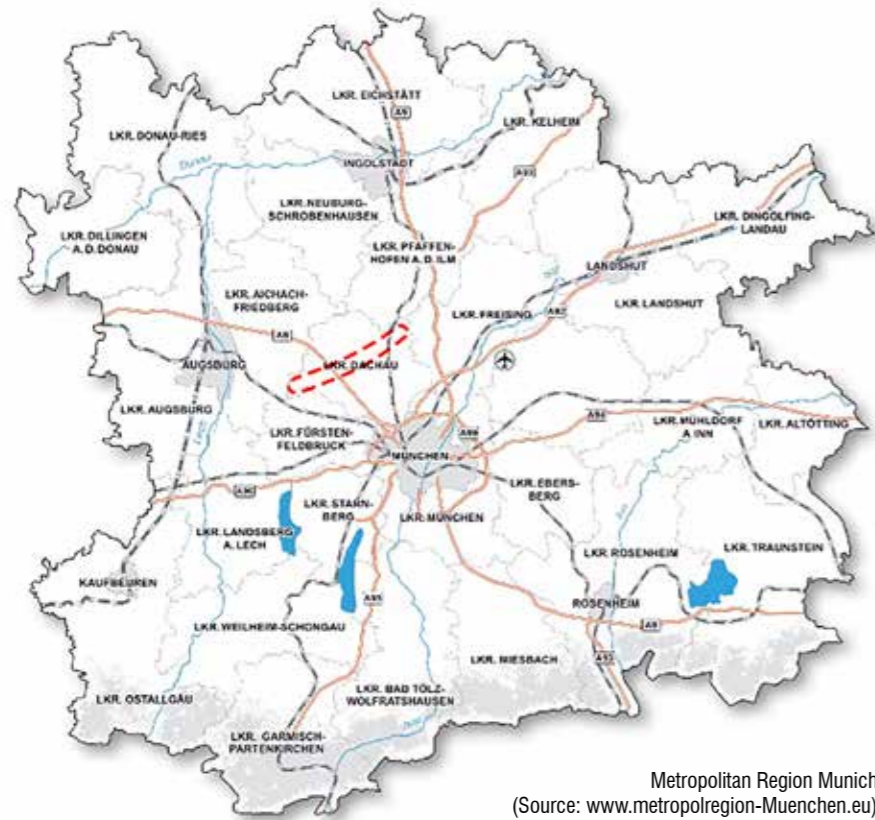 LKR. EICHSTÄTT
A9
LKR. DONAU-RIES
LKR. KELHEIM
Donau
INGOLSTADT
A93
LKR. NEUBURG-
SCHROBENHAUSEN
LKR. DINGOLFING-
LANDAU
LKR. DILLINGEN
A.D. DONAU
LKR. PFAFFEN-
HOFEN A. D. ILM
LANDSHUT
LKR. AICHACH-
FRIEDBERG
LKR. FREISING
LKR. LANDSHUT
A92
A8
LKR. DACHAU
AUGSBURG
LKR. AUGSBURG
Lech
LKR. FÜRSTEN-
FELDBRUCK
A99
A94
LKR. MÜHLDORF
A INN
LKR. ALTÖTTING
MÜNCHEN
A96
LKR. STARN-
BERG
LKR. EBERS-
BERG
LKR. MÜNCHEN
LKR. LANDSBERG
A. LECH
Inn
LKR. ROSENHEIM
LKR. TRAUNSTEIN
KAUFBEUREN
A95
ROSENHEIM
LKR. WEILHEIM-SCHONGAU
A8
LKR. MIESBACH
A93
LKR. OSTALLGÄU
LKR. BAD TÖLZ-
WOLFRATSHAUSEN
Isar
LKR. GARMISCH-
PARTENKIRCHEN
Metropolitan Region Munich
(Source: www.metropolregion-Muenchen.eu)